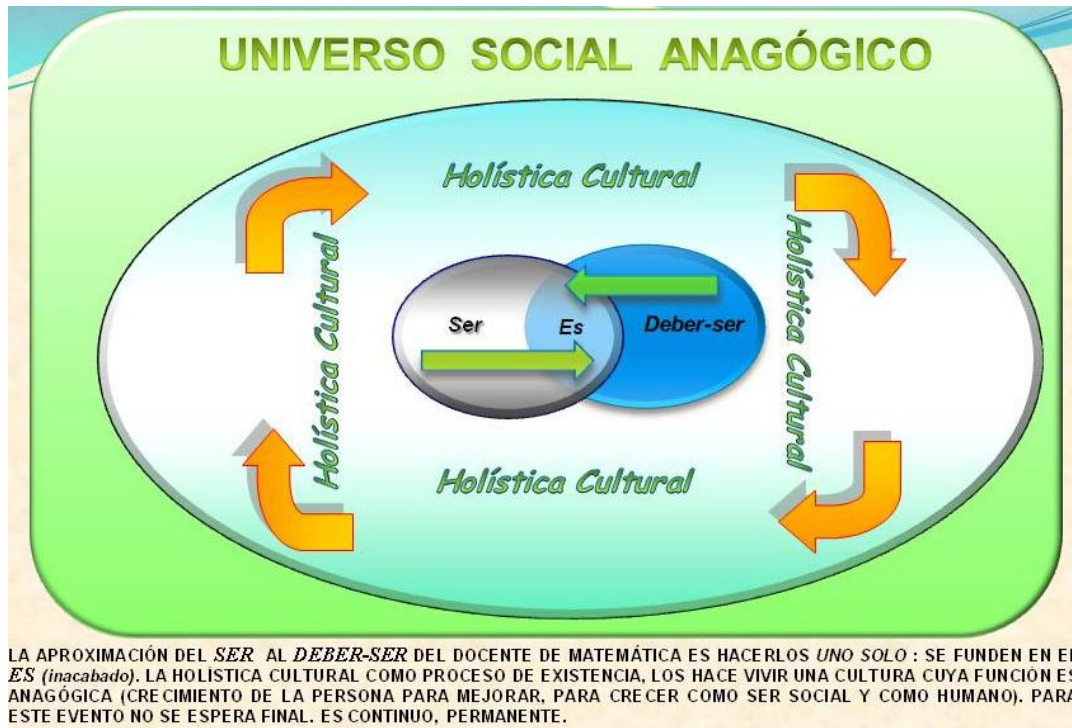 UNIVERSO SOCIAL ANAGÓGICO
Holística Cultural
Holística Cultural
Holística Cultural
Ser
Es
Deber-ser
Holística Cultural
LA APROXIMACIÓN DEL SER AL DEBER-SER DEL DOCENTE DE MATEMÁTICA ES HACERLOS UNO SOLO : SE FUNDEN EN El
ES (inacabado). LA HOLÍSTICA CULTURAL COMO PROCESO DE EXISTENCIA, LOS HACE VIVIR UNA CULTURA CUYA FUNCIÓN ES
ANAGÓGICA (CRECIMIENTO DE LA PERSONA PARA MEJORAR, PARA CRECER COMO SER SOCIAL Y COMO HUMANO). PARA
ESTE EVENTO NO SE ESPERA FINAL. ES CONTINUO, PERMANENTE.